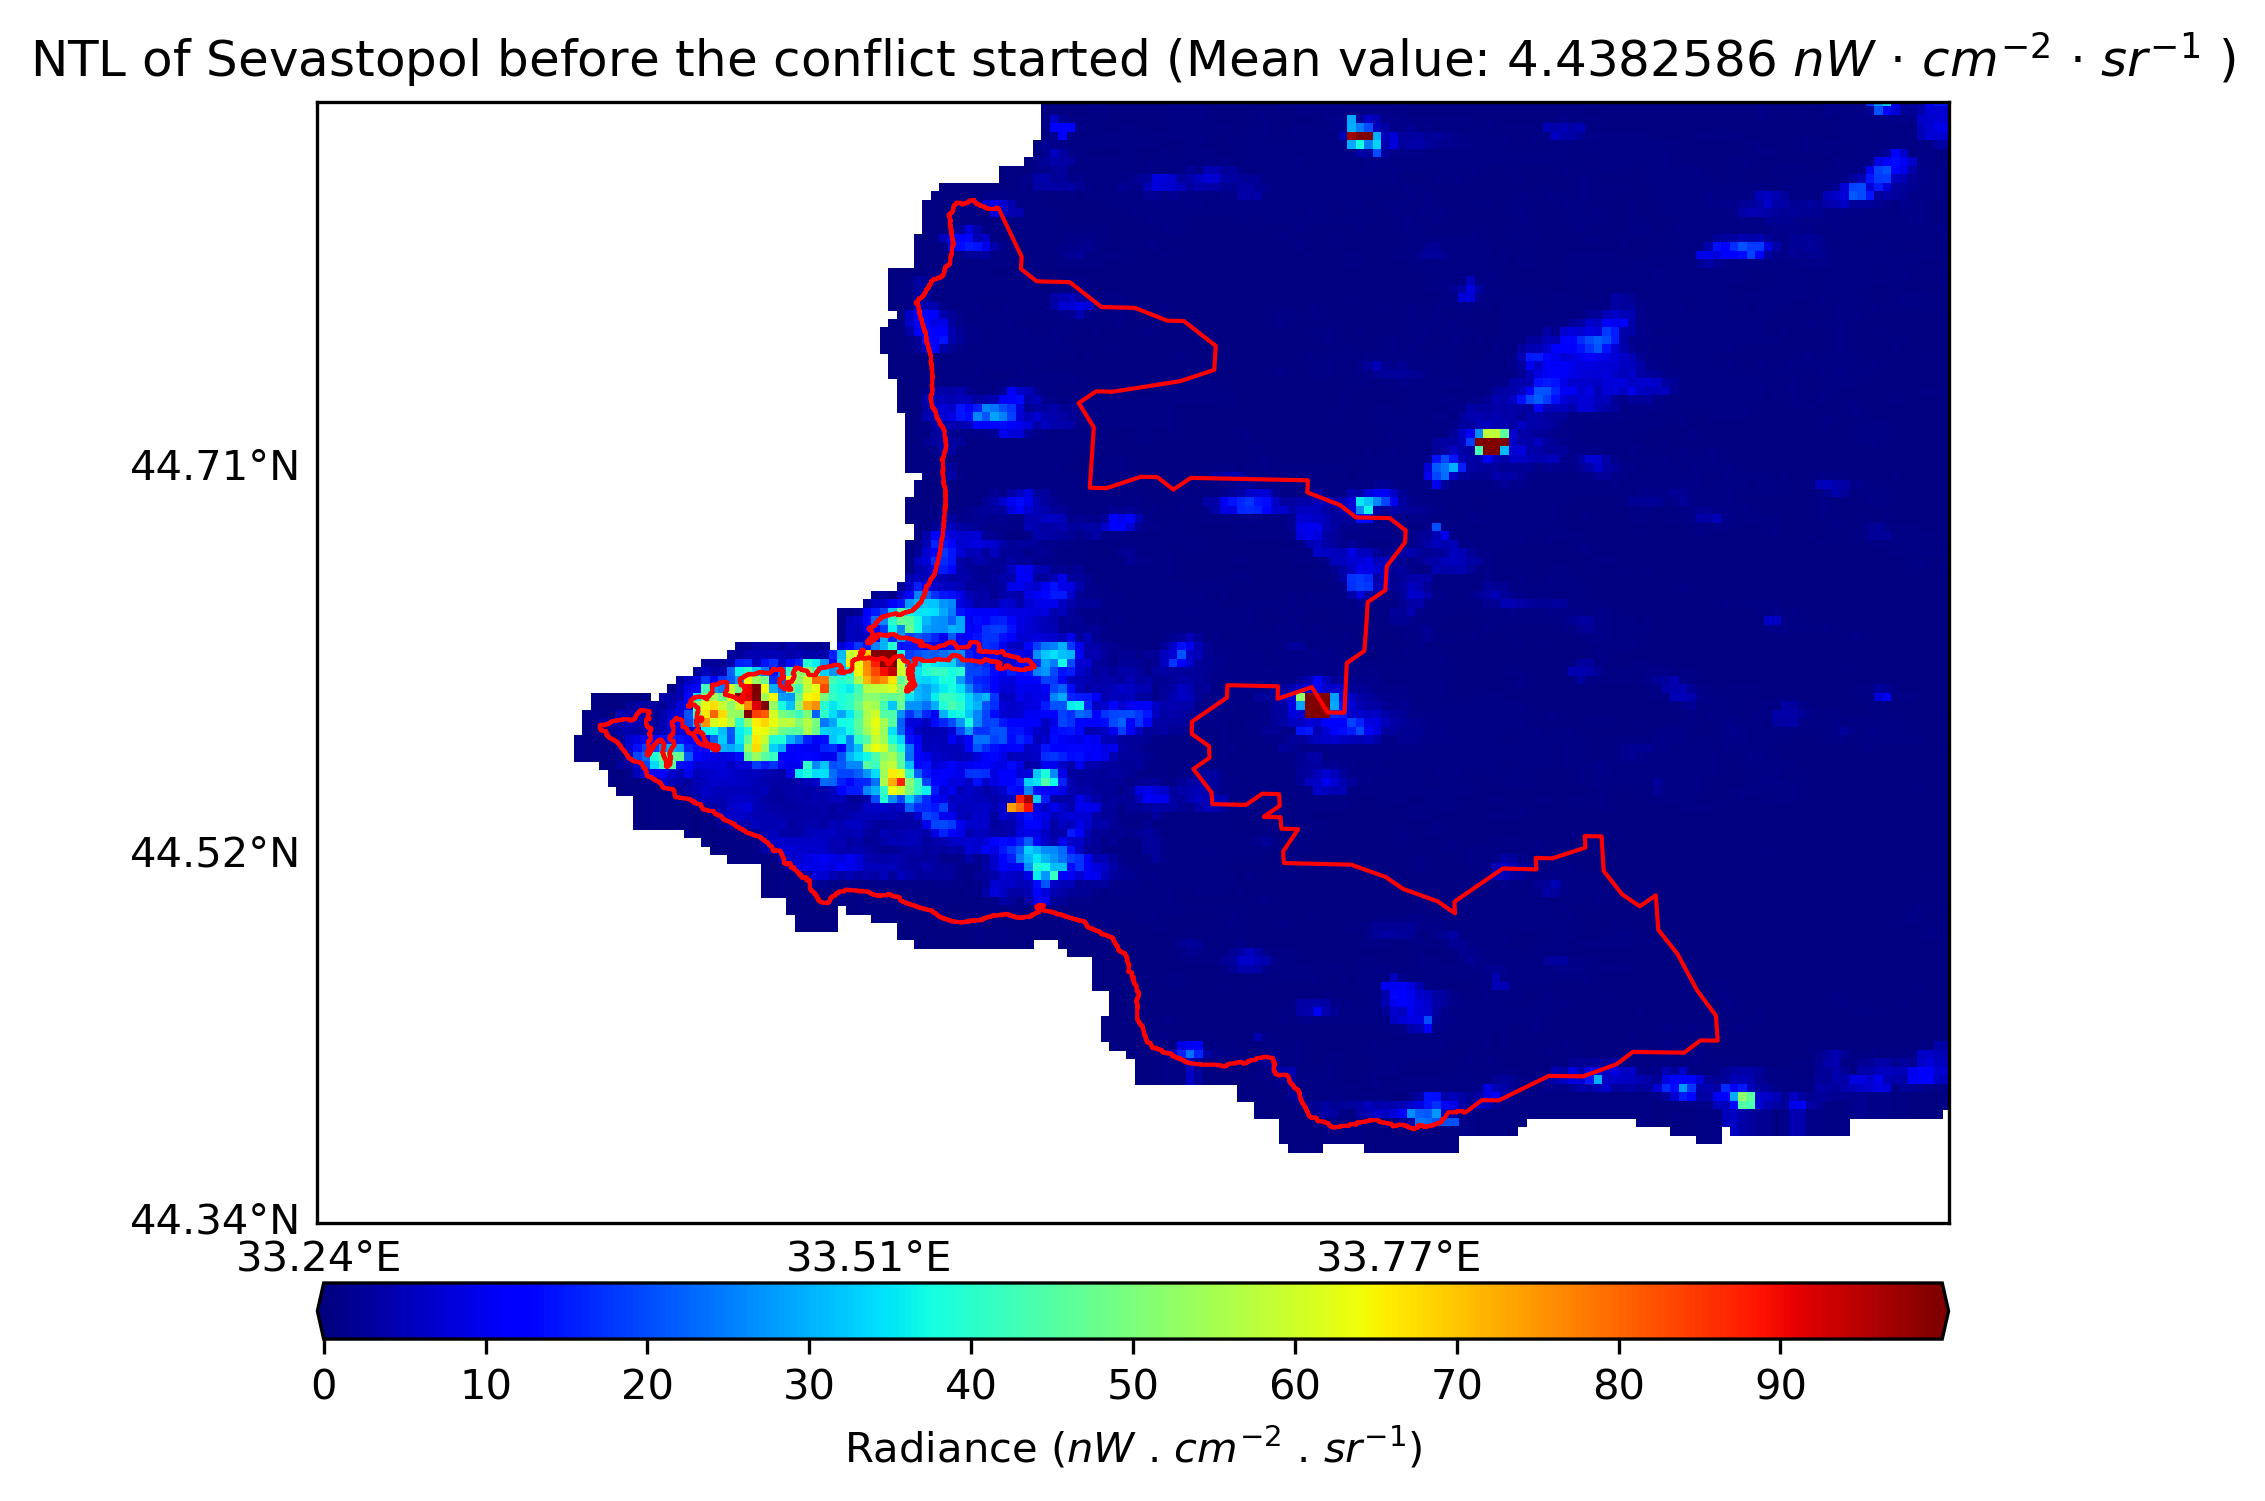 NTL of Sevastopol before the conflict started (Mean value: 4.4382586 nW · cm⁻² · sr⁻¹ )
44.71°N
44.52°N
44.34°N
33.24°E 33.51°E 33.77°E
0 10 20 30 40 50 60 70 80 90
Radiance (nW . cm⁻² . sr⁻¹)